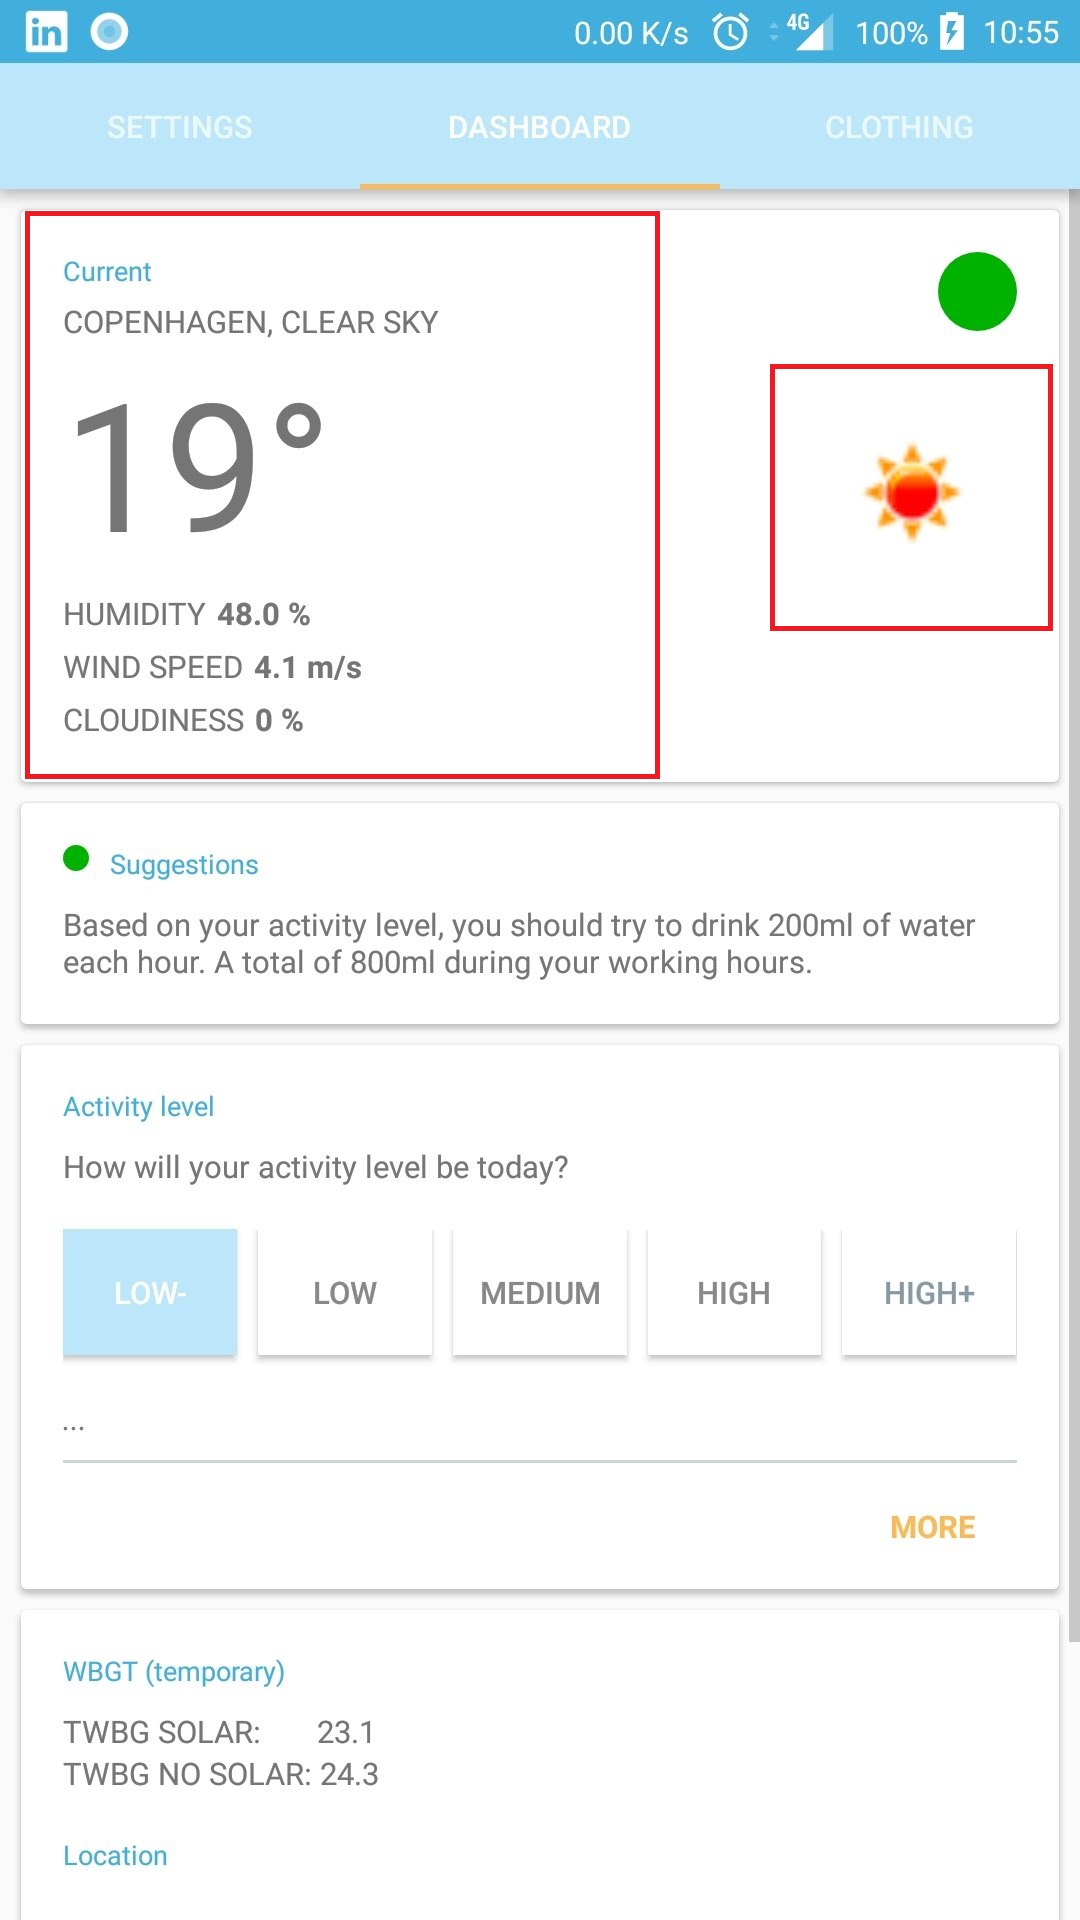 in 0.00 K/s 4G 100% 10:55
SETTINGS DASHBOARD CLOTHING
Current
COPENHAGEN, CLEAR SKY
19°
HUMIDITY 48.0 %
WIND SPEED 4.1 m/s
CLOUDINESS 0 %
Suggestions
Based on your activity level, you should try to drink 200ml of water
each hour. A total of 800ml during your working hours.
Activity level
How will your activity level be today?
LOW- LOW MEDIUM HIGH HIGH+
...
MORE
WBGT (temporary)
TWBG SOLAR: 23.1
TWBG NO SOLAR: 24.3
Location